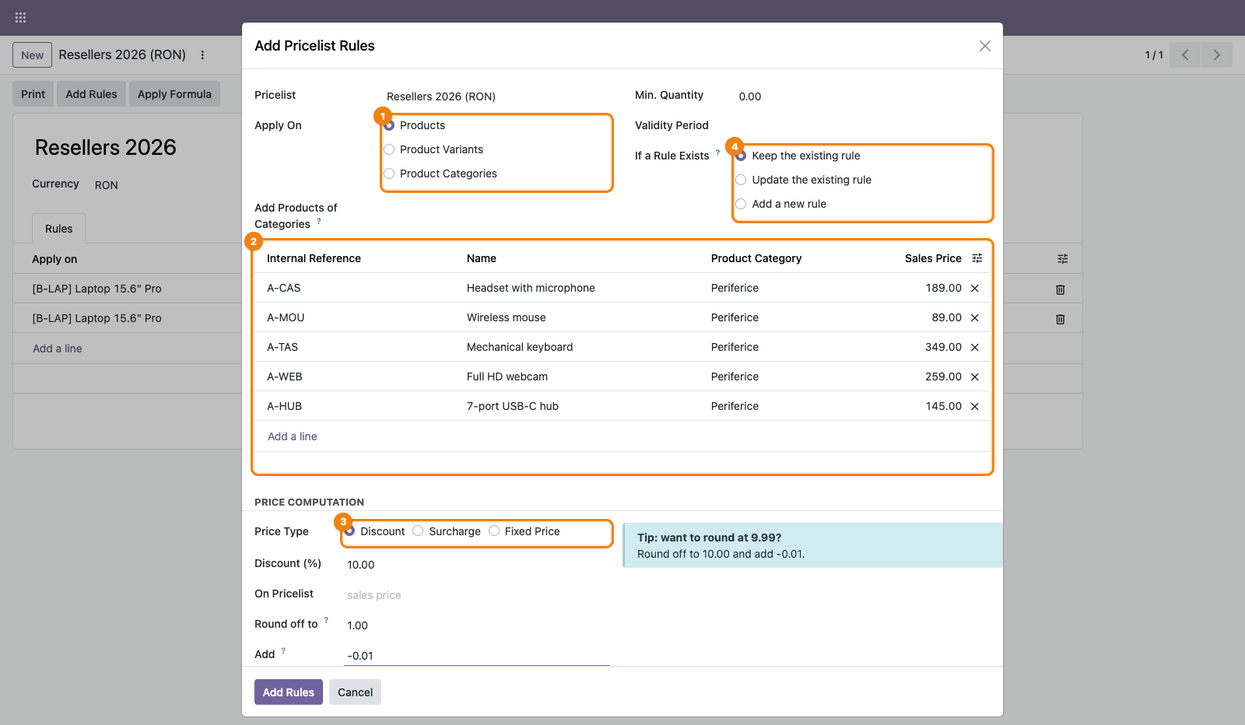 New
Resellers 2026 (RON)
1 / 1
Print
Add Rules
Apply Formula
Resellers 2026
Currency
RON
Rules
Apply on
[B-LAP] Laptop 15.6" Pro
[B-LAP] Laptop 15.6" Pro
Add a line
Add Pricelist Rules
Pricelist
Resellers 2026 (RON)
Apply On
1
Products
Product Variants
Product Categories
Min. Quantity
0.00
Validity Period
If a Rule Exists ?
4
Keep the existing rule
Update the existing rule
Add a new rule
Add Products of
Categories ?
2
Internal Reference Name Product Category Sales Price
A-CAS Headset with microphone Periferice 189.00
A-MOU Wireless mouse Periferice 89.00
A-TAS Mechanical keyboard Periferice 349.00
A-WEB Full HD webcam Periferice 259.00
A-HUB 7-port USB-C hub Periferice 145.00
Add a line
PRICE COMPUTATION
Price Type
3
Discount Surcharge Fixed Price
Discount (%) 10.00
On Pricelist sales price
Round off to ? 1.00
Add ? -0.01
Tip: want to round at 9.99?
Round off to 10.00 and add -0.01.
Add Rules
Cancel